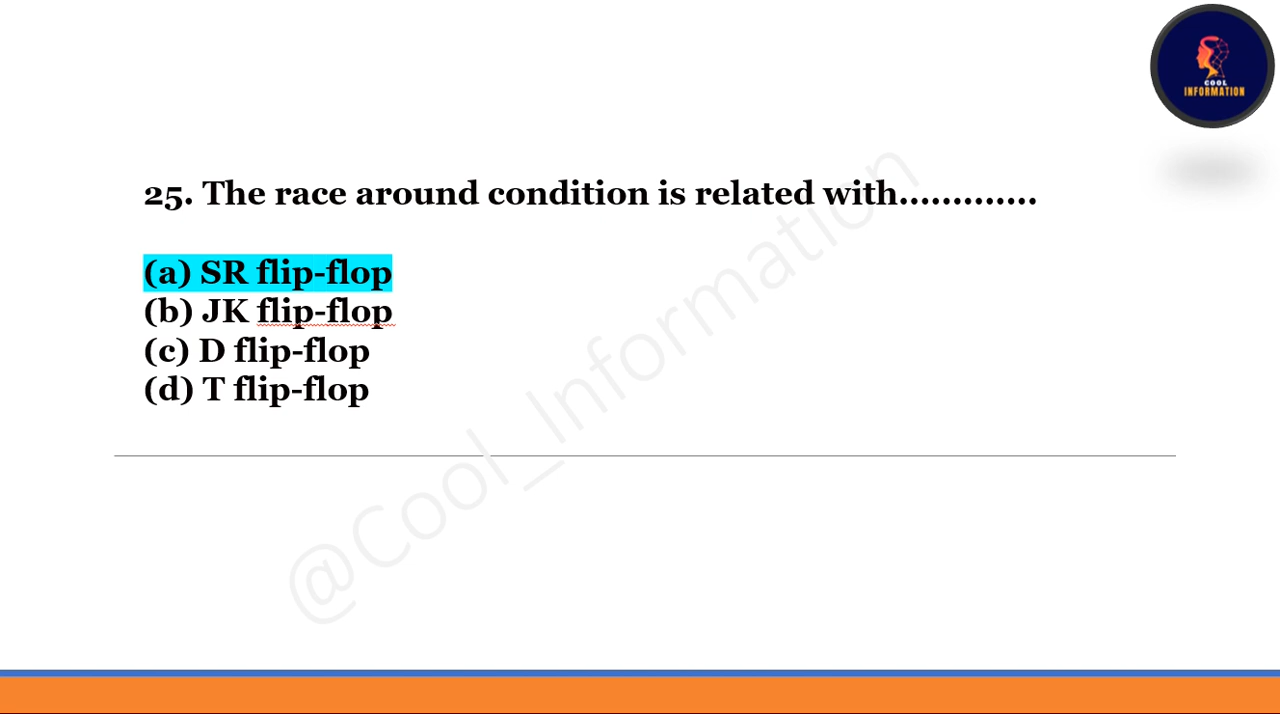 COOL
INFORMATION
25. The race around condition is related with.............
(a) SR flip-flop
(b) JK flip-flop
(c) D flip-flop
(d) T flip-flop
@Cool_Information